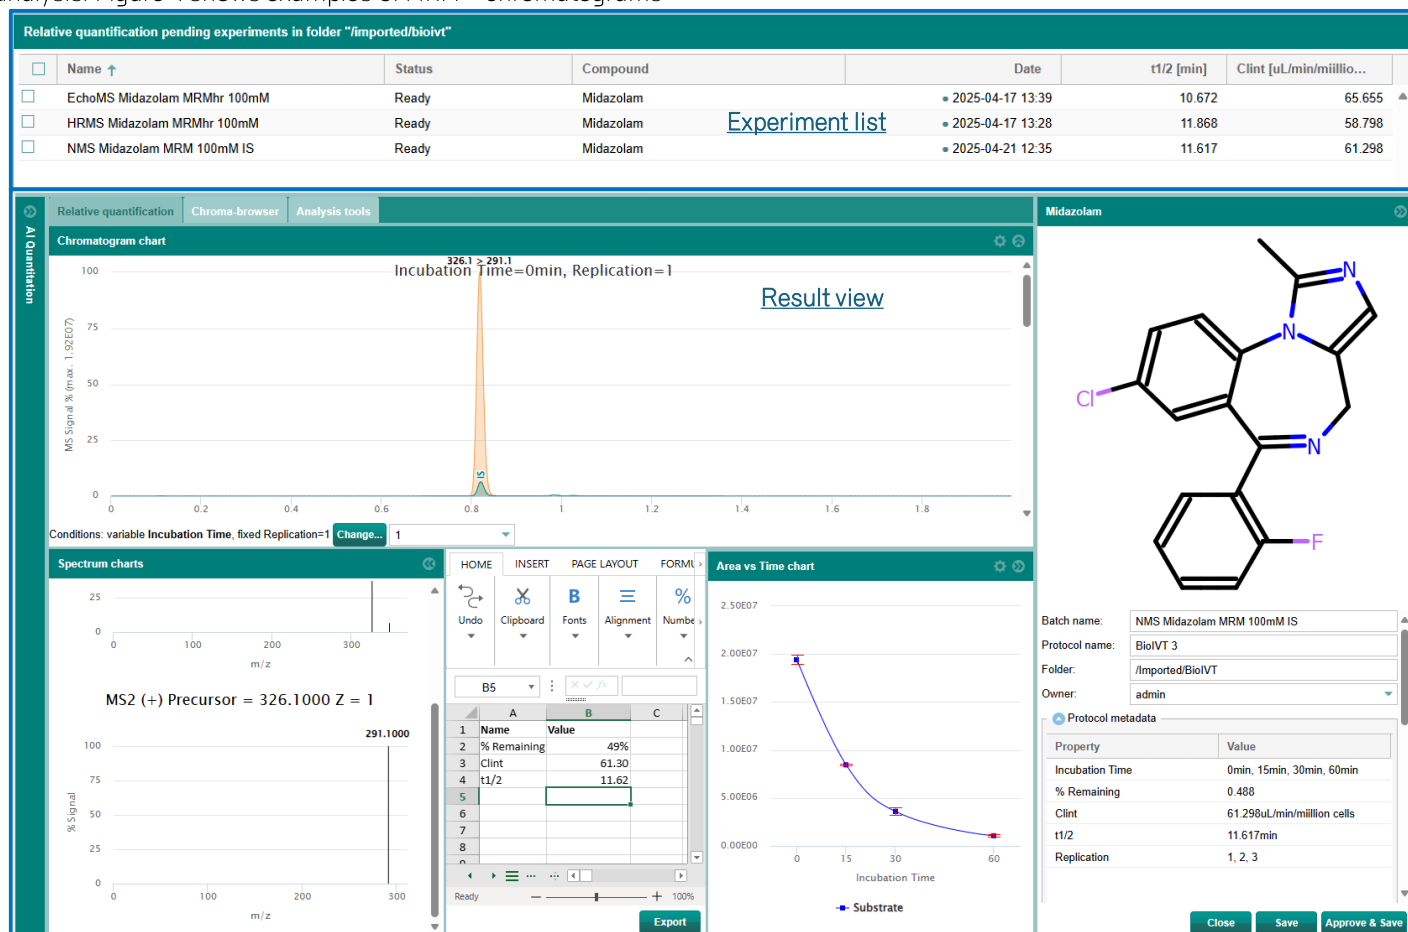 Relative quantification pending experiments in folder "/imported/bioivt"
Name ↑ Status Compound Date t1/2 [min] Clint [uL/min/miillio...
EchoMS Midazolam MRMhr 100mM Ready Midazolam • 2025-04-17 13:39 10.672 65.655
HRMS Midazolam MRMhr 100mM Ready Midazolam • 2025-04-17 13:28 11.868 58.798
NMS Midazolam MRM 100mM IS Ready Midazolam • 2025-04-21 12:35 11.617 61.298
Experiment list
AI Quantitation
Relative quantification Chroma-browser Analysis tools
Chromatogram chart
326.1 > 291.1
Incubation Time=0min, Replication=1
Result view
MS Signal % (max. 1.92E07)
100
75
50
25
0
IS
0 0.2 0.4 0.6 0.8 1 1.2 1.4 1.6 1.8
Conditions: variable Incubation Time, fixed Replication=1 Change... 1
Spectrum charts
25
0
0 100 200 300
m/z
MS2 (+) Precursor = 326.1000 Z = 1
291.1000
% Signal
100
75
50
25
0
0 100 200 300
m/z
HOME INSERT PAGE LAYOUT
Undo Clipboard Fonts Alignment
B5
A B C
1 Name Value
2 % Remaining 49%
3 Clint 61.30
4 t1/2 11.62
5
6
7
8
Ready 100%
Export
Area vs Time chart
2.50E07
2.00E07
1.50E07
1.00E07
5.00E06
0.00E00
0 15 30 60
Incubation Time
Substrate
Midazolam
N
N
N
Cl
F
Batch name: NMS Midazolam MRM 100mM IS
Protocol name: BioIVT 3
Folder: /Imported/BioIVT
Owner: admin
Protocol metadata
Property Value
Incubation Time 0min, 15min, 30min, 60min
% Remaining 0.488
Clint 61.298uL/min/miillion cells
t1/2 11.617min
Replication 1, 2, 3
Close Save Approve & Save